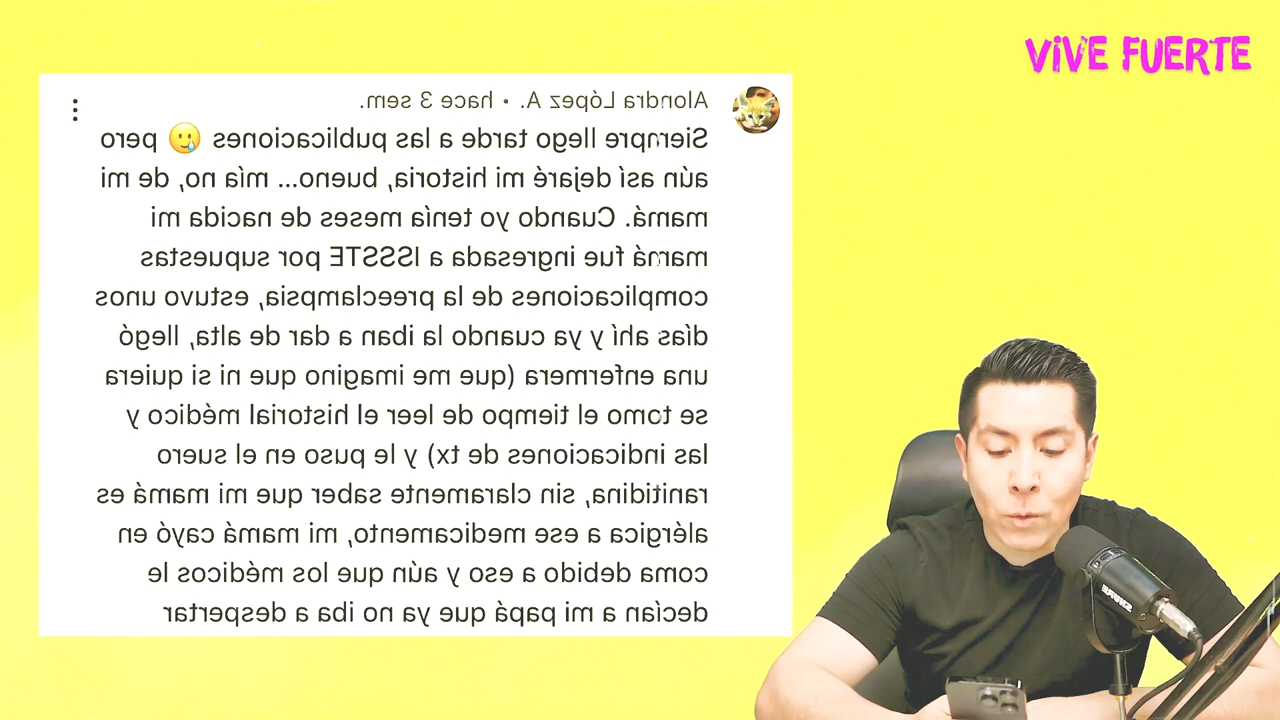 VIVE FUERTE
Alondra López A. • hace 3 sem.
Siempre llego tarde a las publicaciones 🥲 pero
aún así dejaré mi historia, bueno... mía no, de mi
mamá. Cuando yo tenía meses de nacida mi
mamá fue ingresada a ISSSTE por supuestas
complicaciones de la preeclampsia, estuvo unos
días ahí y ya cuando la iban a dar de alta, llegó
una enfermera (que me imagino que ni si quiera
se tomo el tiempo de leer el historial médico y
las indicaciones de tx) y le puso en el suero
ranitidina, sin claramente saber que mi mamá es
alérgica a ese medicamento, mi mamá cayó en
coma debido a eso y aún que los médicos le
decían a mi papá que ya no iba a despertar
SHURE